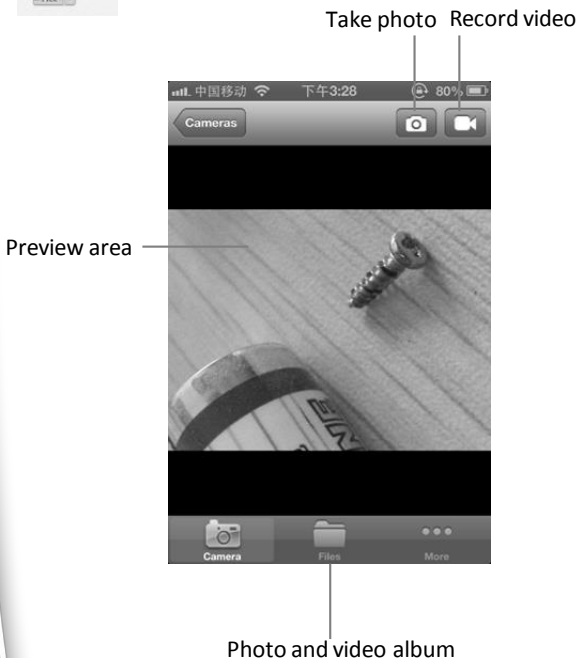 Take photo Record video
中国移动 下午3:28 80%
Cameras
Preview area
Camera Files More
Photo and video album